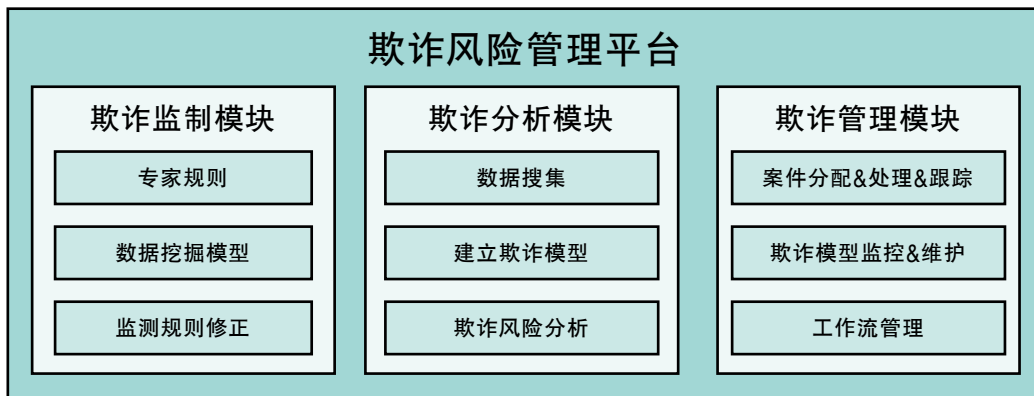 欺诈风险管理平台
欺诈监制模块
专家规则
数据挖掘模型
监测规则修正
欺诈分析模块
数据搜集
建立欺诈模型
欺诈风险分析
欺诈管理模块
案件分配&处理&跟踪
欺诈模型监控&维护
工作流管理